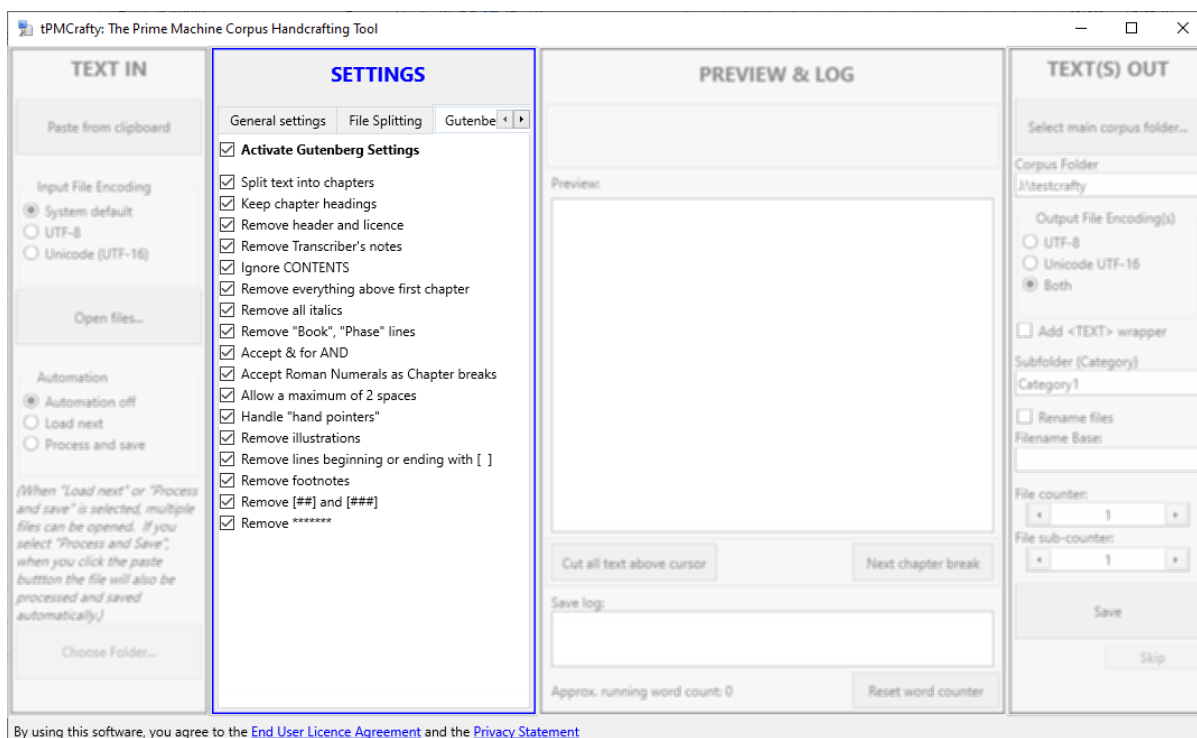 tPMCrafty: The Prime Machine Corpus Handcrafting Tool
TEXT IN
Paste from clipboard
Input File Encoding
System default
UTF-8
Unicode (UTF-16)
Open files...
Automation
Automation off
Load next
Process and save
(When "Load next" or "Process
and save" is selected, multiple
files can be opened. If you
select "Process and Save",
when you click the paste
buttton the file will also be
processed and saved
automatically.)
Choose Folder...
SETTINGS
General settings
File Splitting
Gutenbe
Activate Gutenberg Settings
Split text into chapters
Keep chapter headings
Remove header and licence
Remove Transcriber's notes
Ignore CONTENTS
Remove everything above first chapter
Remove all italics
Remove "Book", "Phase" lines
Accept & for AND
Accept Roman Numerals as Chapter breaks
Allow a maximum of 2 spaces
Handle "hand pointers"
Remove illustrations
Remove lines beginning or ending with [ ]
Remove footnotes
Remove [##] and [###]
Remove *******
PREVIEW & LOG
Preview:
Cut all text above cursor
Next chapter break
Save log:
Approx. running word count: 0
Reset word counter
TEXT(S) OUT
Select main corpus folder...
Corpus Folder
J:\testcrafty
Output File Encoding(s)
UTF-8
Unicode UTF-16
Both
Add <TEXT> wrapper
Subfolder (Category)
Category1
Rename files
Filename Base:
File counter:
1
File sub-counter:
1
Save
Skip
By using this software, you agree to the End User Licence Agreement and the Privacy Statement